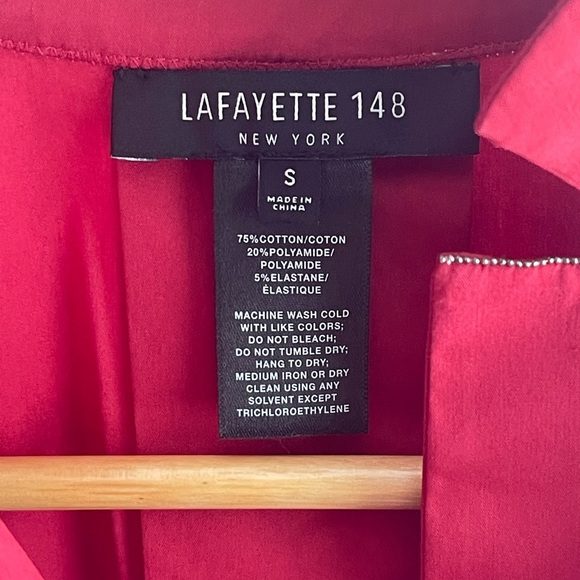 LAFAYETTE 148
NEW YORK
S
MADE IN
CHINA
75%COTTON/COTON
20%POLYAMIDE/
POLYAMIDE
5%ELASTANE/
ÉLASTIQUE
MACHINE WASH COLD
WITH LIKE COLORS;
DO NOT BLEACH;
DO NOT TUMBLE DRY;
HANG TO DRY;
MEDIUM IRON OR DRY
CLEAN USING ANY
SOLVENT EXCEPT
TRICHLOROETHYLENE